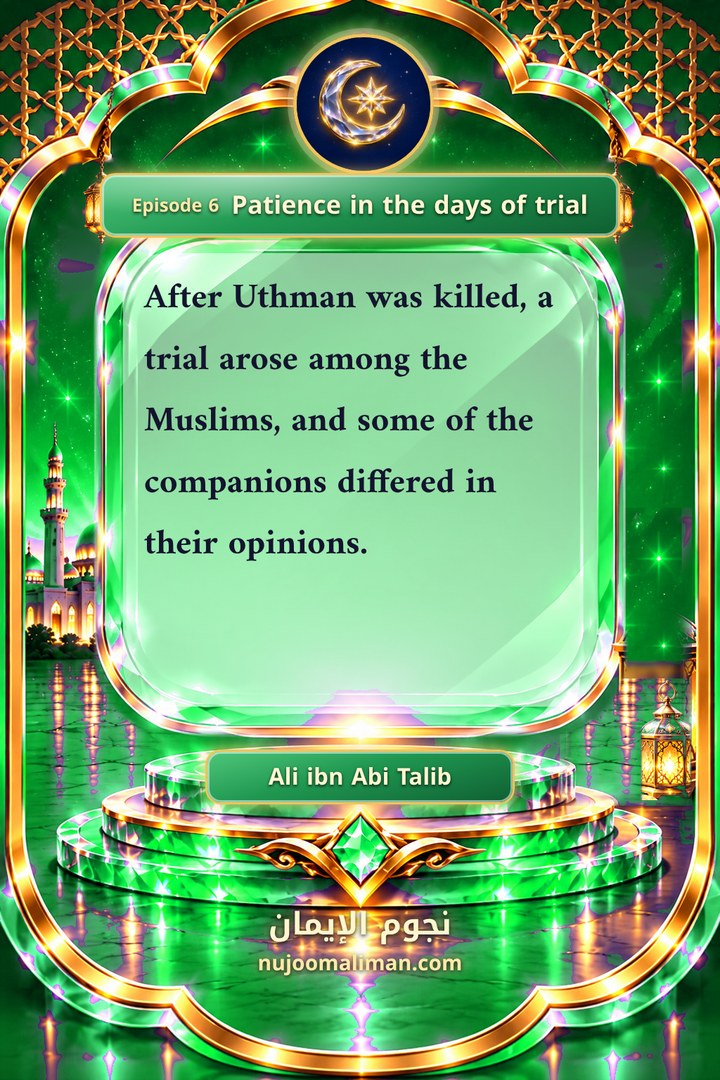 Episode 6 Patience in the days of trial
After Uthman was killed, a
trial arose among the
Muslims, and some of the
companions differed in
their opinions.
Ali ibn Abi Talib
نجوم الإيمان
nujoomaliman.com